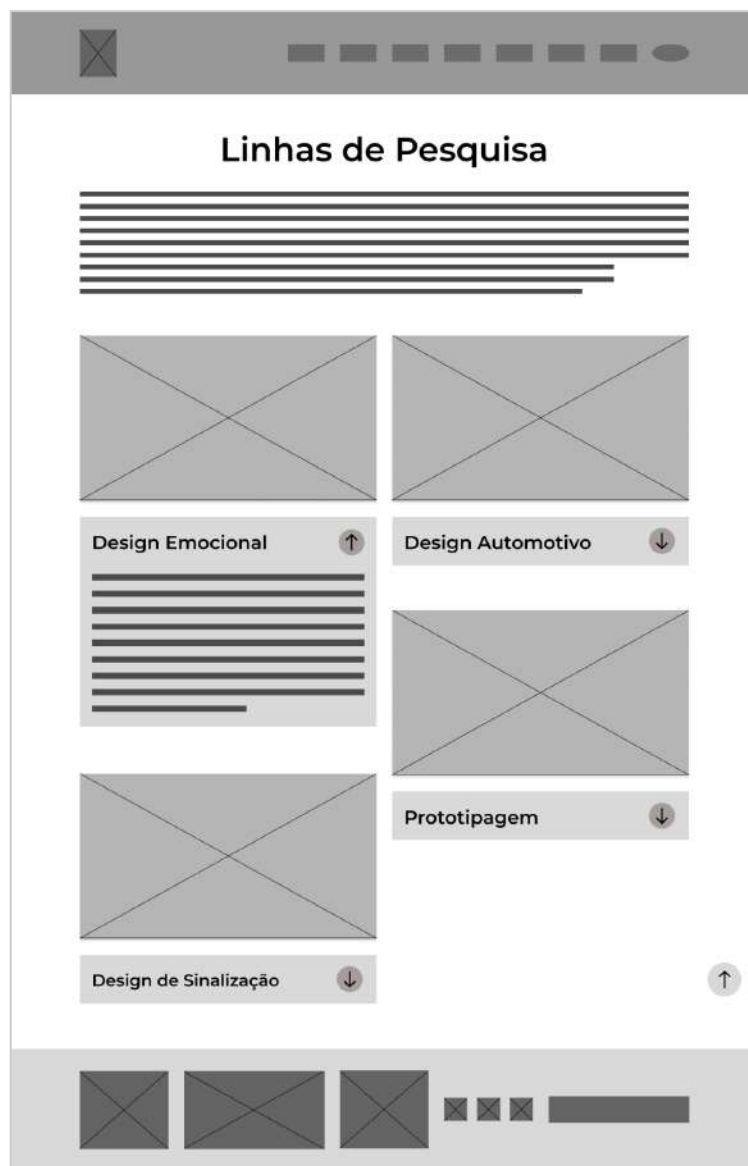 Linhas de Pesquisa
Design Emocional
Design Automotivo
Prototipagem
Design de Sinalização